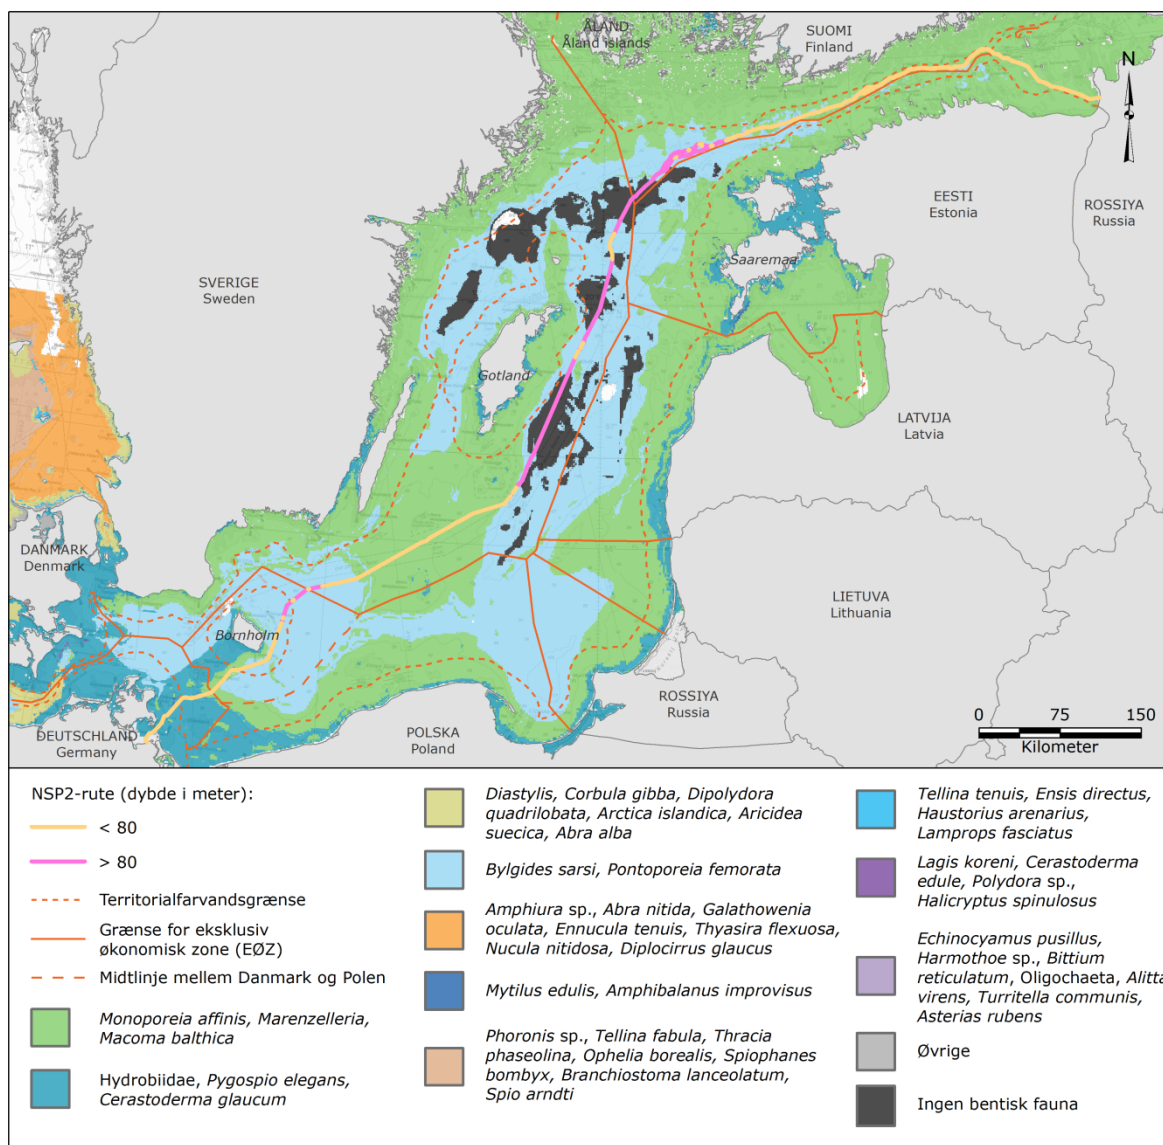 ÅLAND
Åland islands
SUOMI
Finland
N
EESTI
Estonia
ROSSIYA
Russia
SVERIGE
Sweden
Saaremaa
Gotland
LATVIJA
Latvia
DANMARK
Denmark
LIETUVA
Lithuania
Bornholm
ROSSIYA
Russia
DEUTSCHLAND
Germany
POLSKA
Poland
0 75 150
Kilometer
NSP2-rute (dybde i meter):
< 80
> 80
Territorialfarvandsgrænse
Grænse for eksklusiv
økonomisk zone (EØZ)
Midtlinje mellem Danmark og Polen
Monoporeia affinis, Marenzelleria,
Macoma balthica
Hydrobiidae, Pygospio elegans,
Cerastoderma glaucum
Diastylis, Corbula gibba, Dipolydora
quadrilobata, Arctica islandica, Aricidea
suecica, Abra alba
Bylgides sarsi, Pontoporeia femorata
Amphiura sp., Abra nitida, Galathowenia
oculata, Ennucula tenuis, Thyasira flexuosa,
Nucula nitidosa, Diplocirrus glaucus
Mytilus edulis, Amphibalanus improvisus
Phoronis sp., Tellina fabula, Thracia
phaseolina, Ophelia borealis, Spiophanes
bombyx, Branchiostoma lanceolatum,
Spio arndti
Tellina tenuis, Ensis directus,
Haustorius arenarius,
Lamprops fasciatus
Lagis koreni, Cerastoderma
edule, Polydora sp.,
Halicryptus spinulosus
Echinocyamus pusillus,
Harmothoe sp., Bittium
reticulatum, Oligochaeta, Alitta
virens, Turritella communis,
Asterias rubens
Øvrige
Ingen bentisk fauna